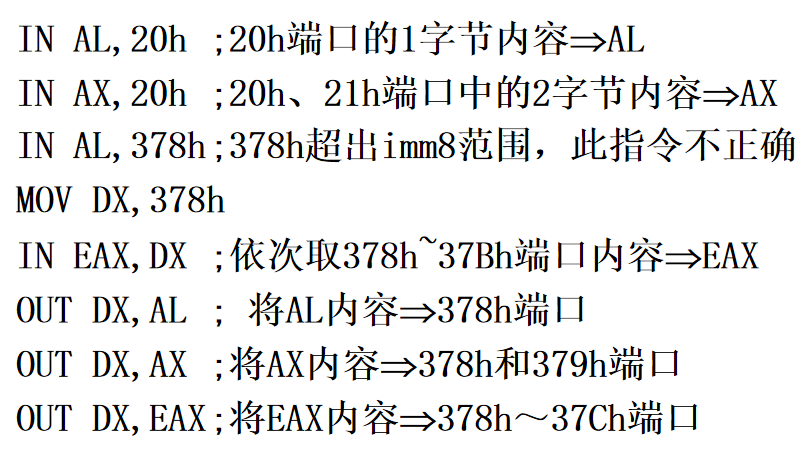 IN AL,20h ;20h端口的1字节内容⇒AL
IN AX,20h ;20h、21h端口中的2字节内容⇒AX
IN AL,378h;378h超出imm8范围，此指令不正确
MOV DX,378h
IN EAX,DX ;依次取378h~37Bh端口内容⇒EAX
OUT DX,AL ; 将AL内容⇒378h端口
OUT DX,AX ;将AX内容⇒378h和379h端口
OUT DX,EAX;将EAX内容⇒378h～37Ch端口